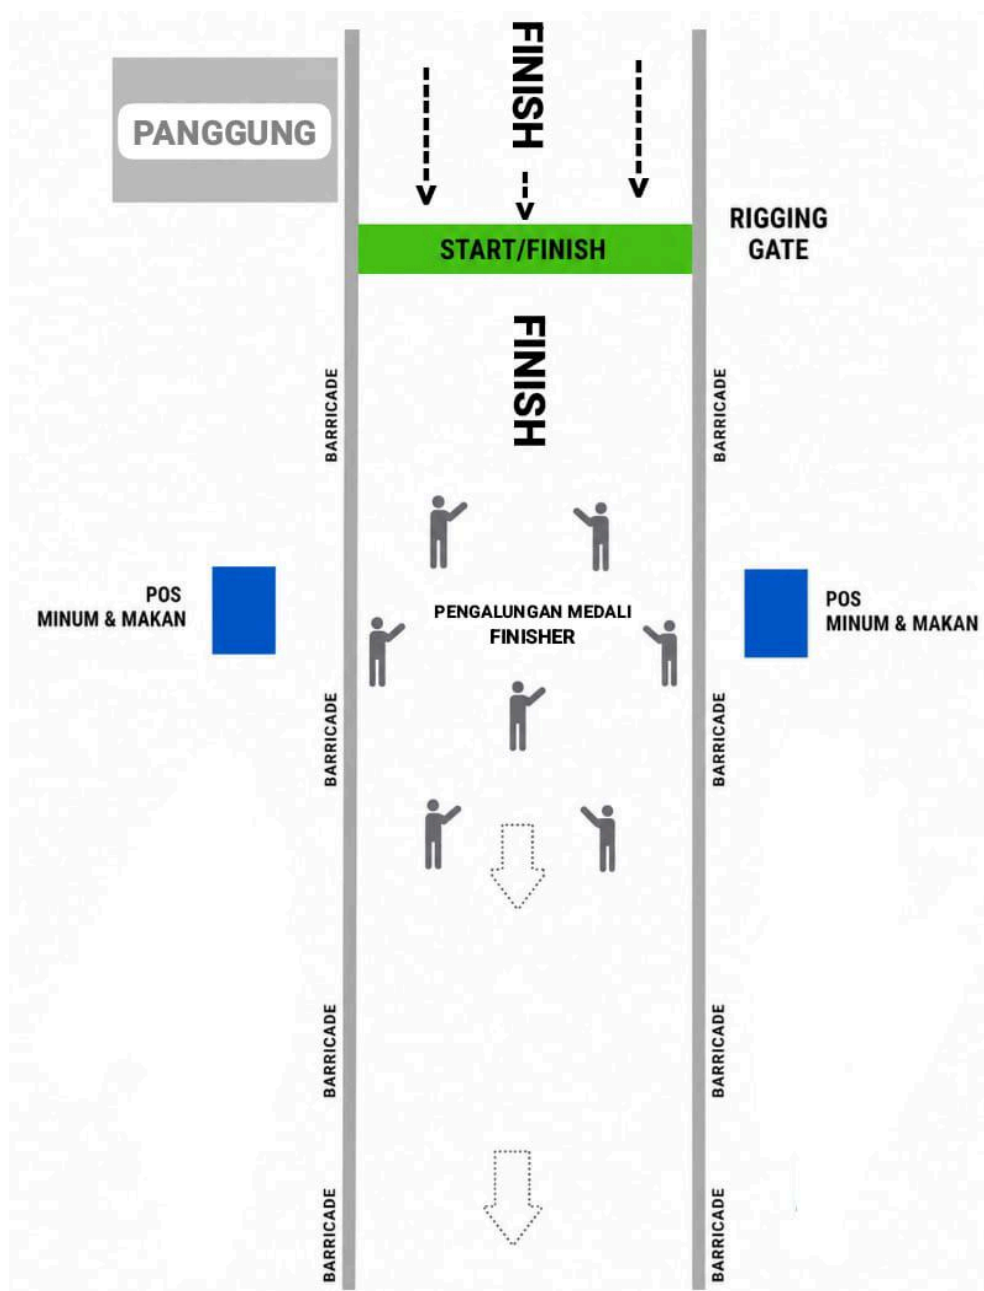 FINISH
PANGGUNG
RIGGING
GATE
START/FINISH
FINISH
BARRICADE
BARRICADE
POS
MINUM & MAKAN
PENGALUNGAN MEDALI
FINISHER
POS
MINUM & MAKAN
BARRICADE
BARRICADE
BARRICADE
BARRICADE
BARRICADE
BARRICADE